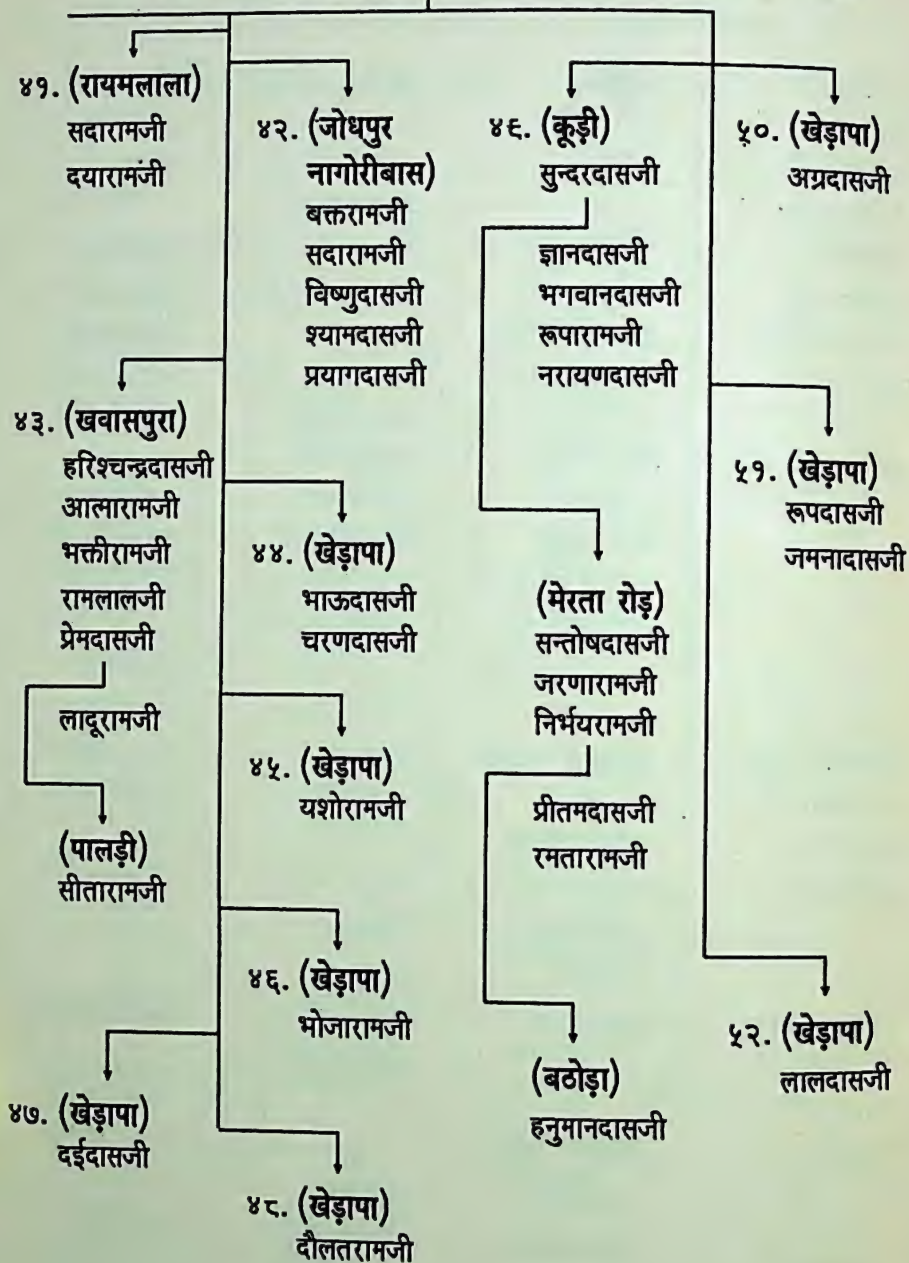 ४१. (रायमलाला)
सदारामजी
दयारामंजी
४२. (जोधपुर
नागोरीबास)
बक्तरामजी
सदारामजी
विष्णुदासजी
श्यामदासजी
प्रयागदासजी
४३. (खवासपुरा)
हरिश्चन्द्रदासजी
आत्मारामजी
भक्तीरामजी
रामलालजी
प्रेमदासजी
लादूरामजी
(पालड़ी)
सीतारामजी
४४. (खेड़ापा)
भाऊदासजी
चरणदासजी
४५. (खेड़ापा)
यशोरामजी
४६. (खेड़ापा)
भोजारामजी
४७. (खेड़ापा)
दईदासजी
४८. (खेड़ापा)
दौलतरामजी
४९. (कूड़ी)
सुन्दरदासजी
ज्ञानदासजी
भगवानदासजी
रूपारामजी
नरायणदासजी
(मेरता रोड़)
सन्तोषदासजी
जरणारामजी
निर्भयरामजी
प्रीतमदासजी
रमतारामजी
(बठोड़ा)
हनुमानदासजी
५०. (खेड़ापा)
अग्रदासजी
५१. (खेड़ापा)
रूपदासजी
जमनादासजी
५२. (खेड़ापा)
लालदासजी